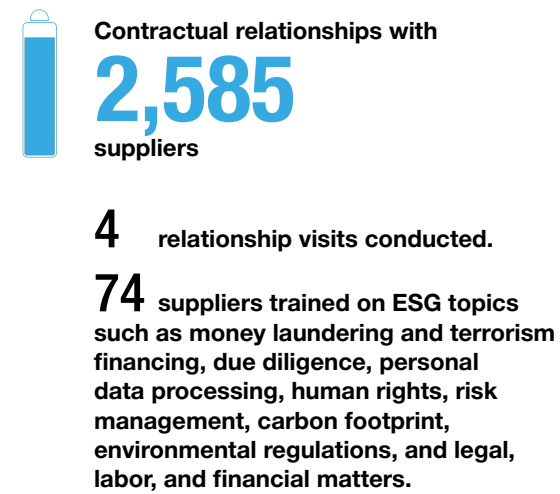 Contractual relationships with
2,585
suppliers
4 relationship visits conducted.
74 suppliers trained on ESG topics
such as money laundering and terrorism
financing, due diligence, personal
data processing, human rights, risk
management, carbon footprint,
environmental regulations, and legal,
labor, and financial matters.